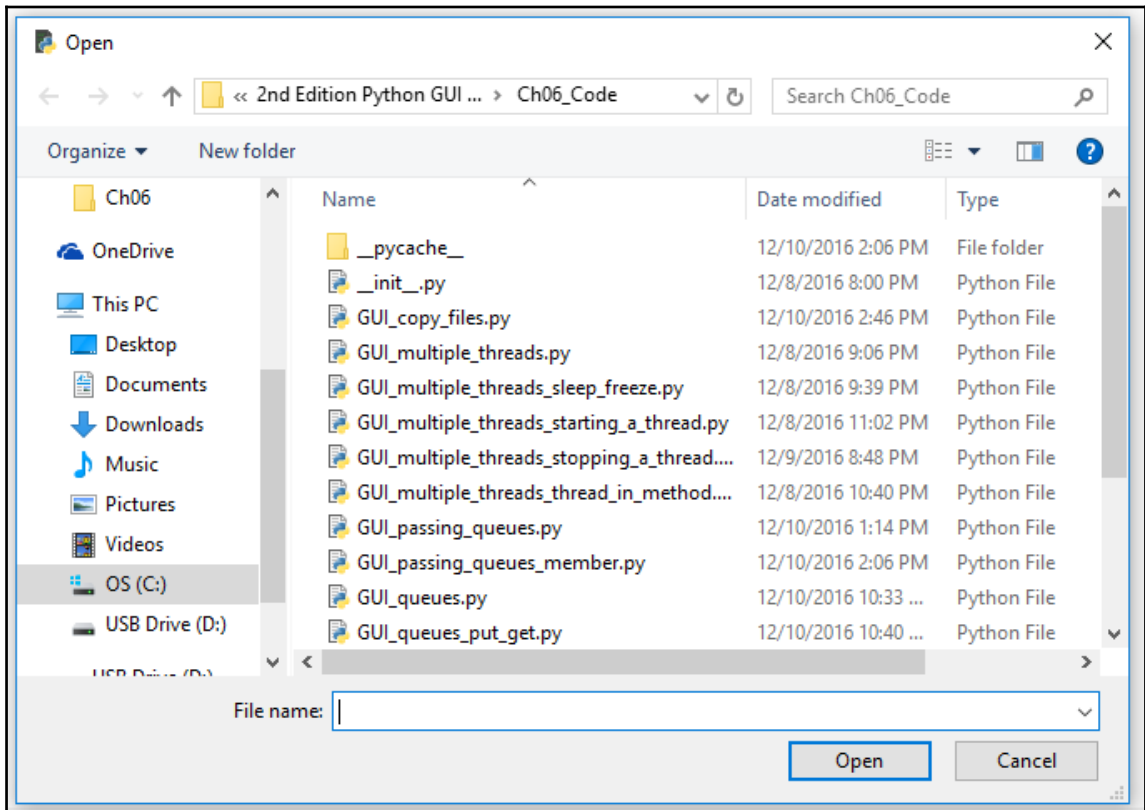 Open
« 2nd Edition Python GUI ... › Ch06_Code
Search Ch06_Code
Organize
New folder
Ch06
OneDrive
This PC
Desktop
Documents
Downloads
Music
Pictures
Videos
OS (C:)
USB Drive (D:)
USB Drive (D:)
Name Date modified Type
__pycache__ 12/10/2016 2:06 PM File folder
__init__.py 12/8/2016 8:00 PM Python File
GUI_copy_files.py 12/10/2016 2:46 PM Python File
GUI_multiple_threads.py 12/8/2016 9:06 PM Python File
GUI_multiple_threads_sleep_freeze.py 12/8/2016 9:39 PM Python File
GUI_multiple_threads_starting_a_thread.py 12/8/2016 11:02 PM Python File
GUI_multiple_threads_stopping_a_thread.... 12/9/2016 8:48 PM Python File
GUI_multiple_threads_thread_in_method.... 12/8/2016 10:40 PM Python File
GUI_passing_queues.py 12/10/2016 1:14 PM Python File
GUI_passing_queues_member.py 12/10/2016 2:06 PM Python File
GUI_queues.py 12/10/2016 10:33 ... Python File
GUI_queues_put_get.py 12/10/2016 10:40 ... Python File
File name:
Open Cancel